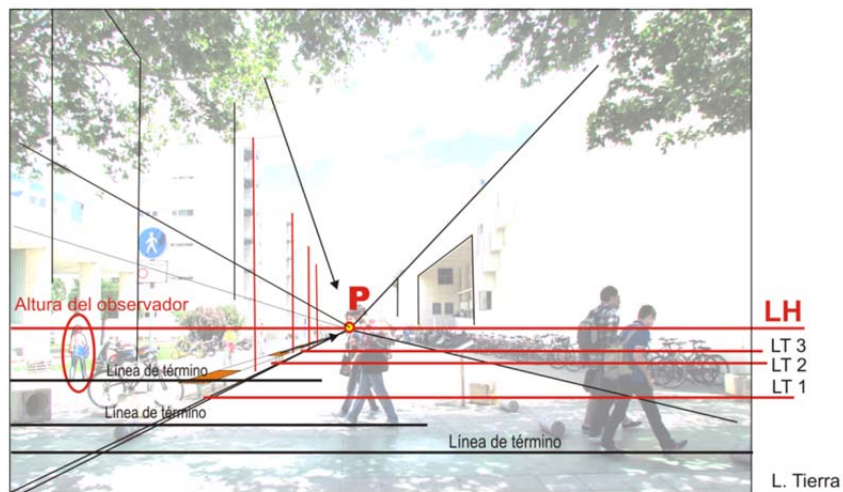 P
Altura del observador
LH
LT 3
LT 2
Línea de término
LT 1
Línea de término
Línea de término
L. Tierra